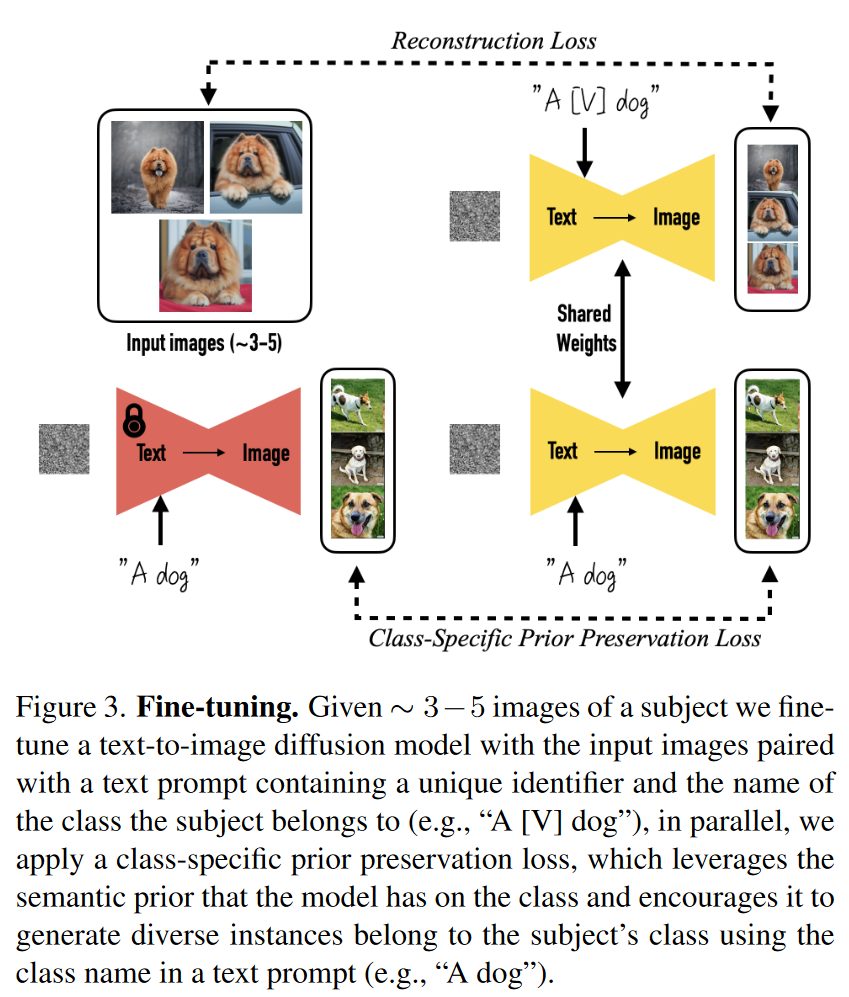 Reconstruction Loss
"A [V] dog"
Text → Image
Shared
Weights
Input images (~3-5)
Text → Image
"A dog"
Text → Image
"A dog"
Class-Specific Prior Preservation Loss
Figure 3. Fine-tuning. Given ∼ 3−5 images of a subject we fine-
tune a text-to-image diffusion model with the input images paired
with a text prompt containing a unique identifier and the name of
the class the subject belongs to (e.g., “A [V] dog”), in parallel, we
apply a class-specific prior preservation loss, which leverages the
semantic prior that the model has on the class and encourages it to
generate diverse instances belong to the subject’s class using the
class name in a text prompt (e.g., “A dog”).